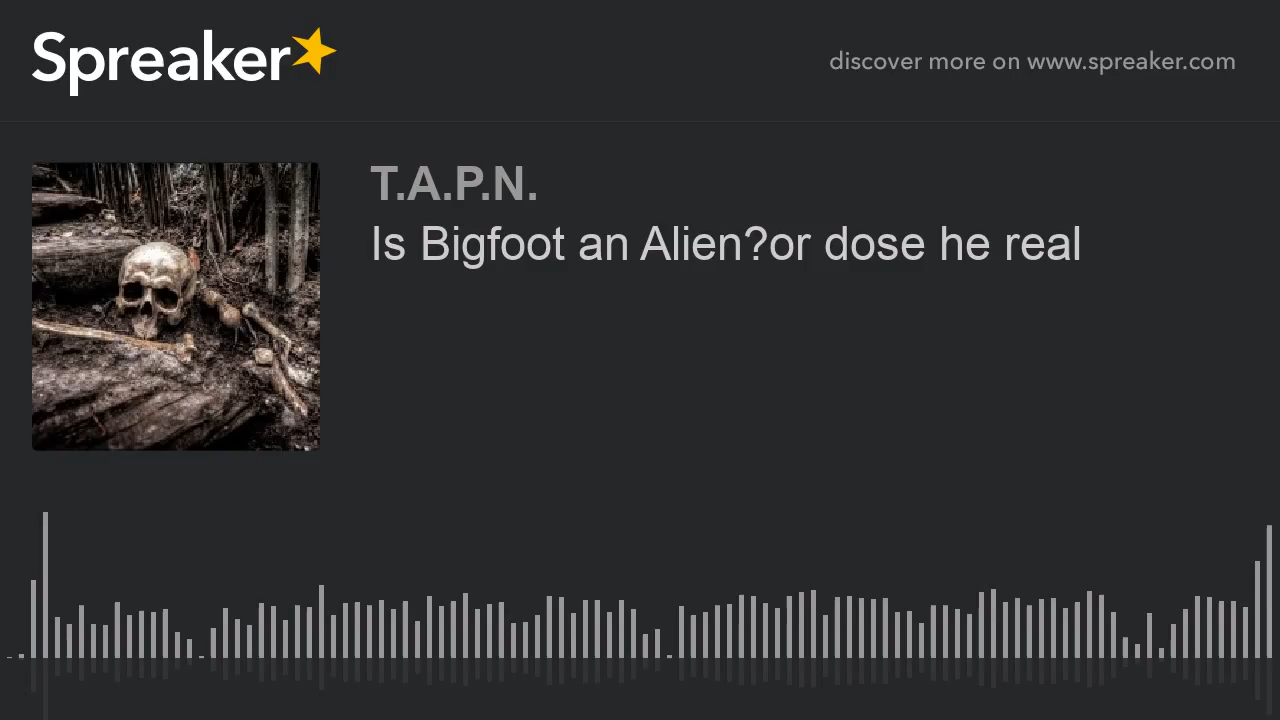 Spreaker
discover more on www.spreaker.com
T.A.P.N.
Is Bigfoot an Alien?or dose he real